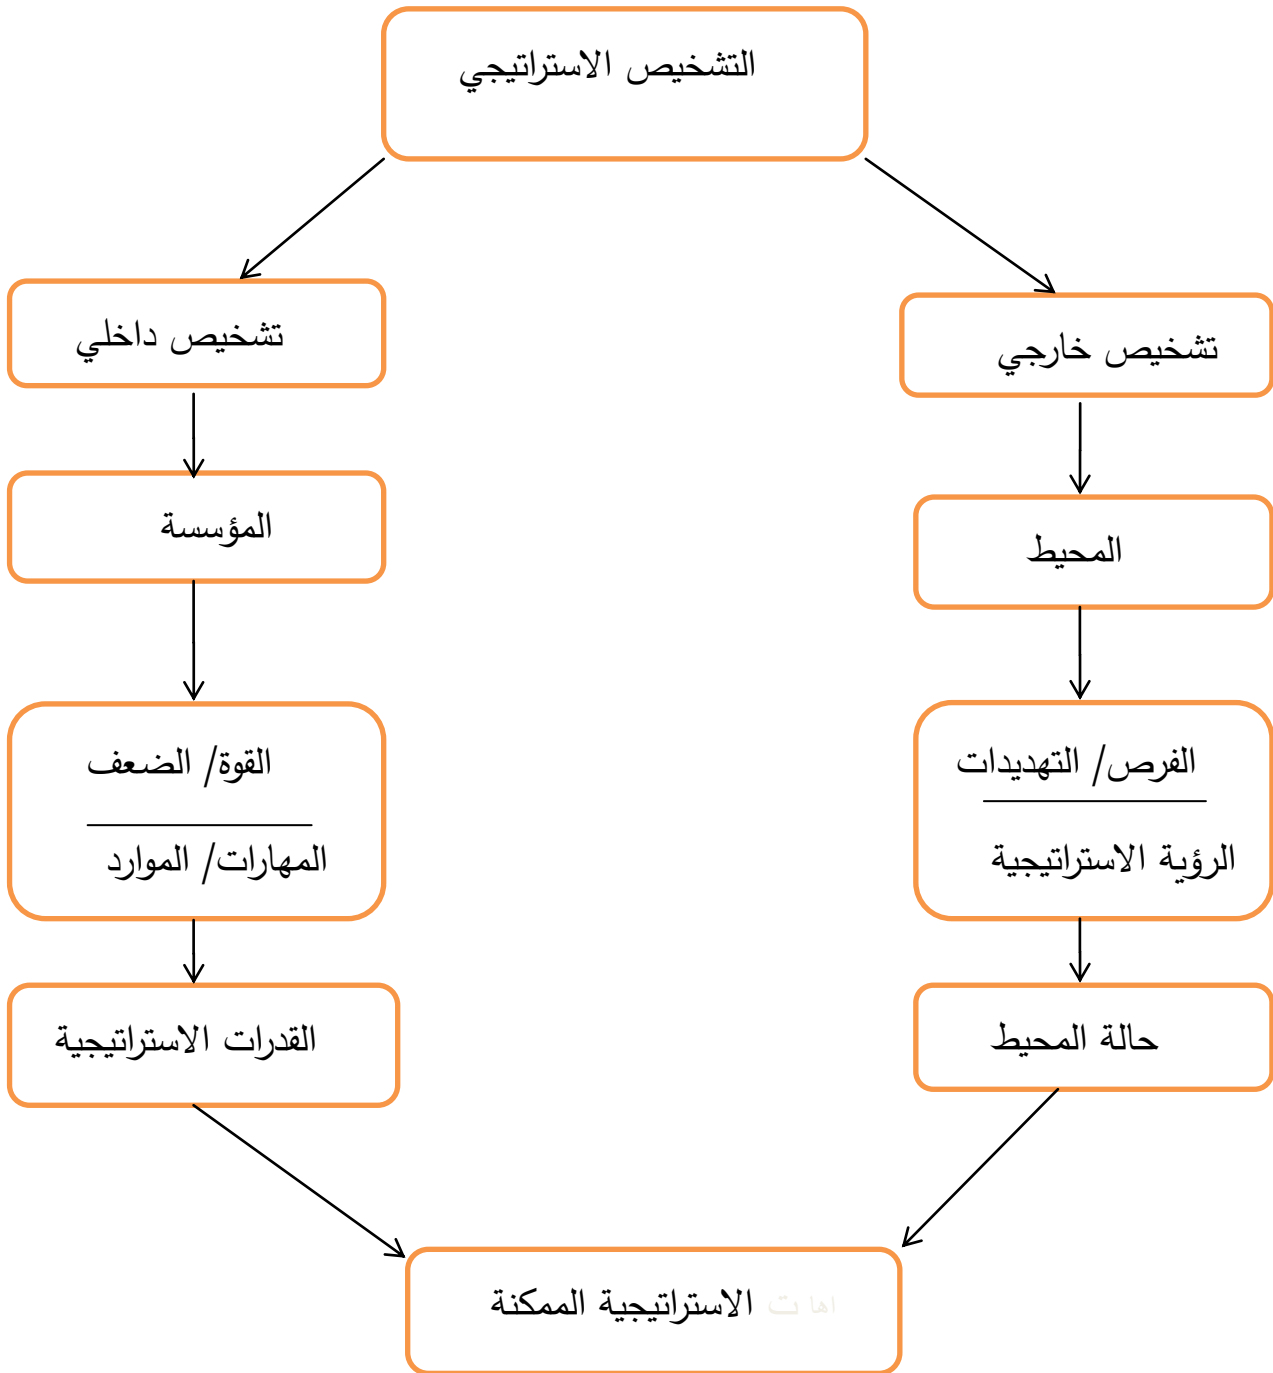 التشخيص الاستراتيجي
تشخيص خارجي
تشخيص داخلي
المحيط
المؤسسة
الفرص/ التهديدات
الرؤية الاستراتيجية
القوة/ الضعف
المهارات/ الموارد
حالة المحيط
القدرات الاستراتيجية
الاستراتيجية الممكنة